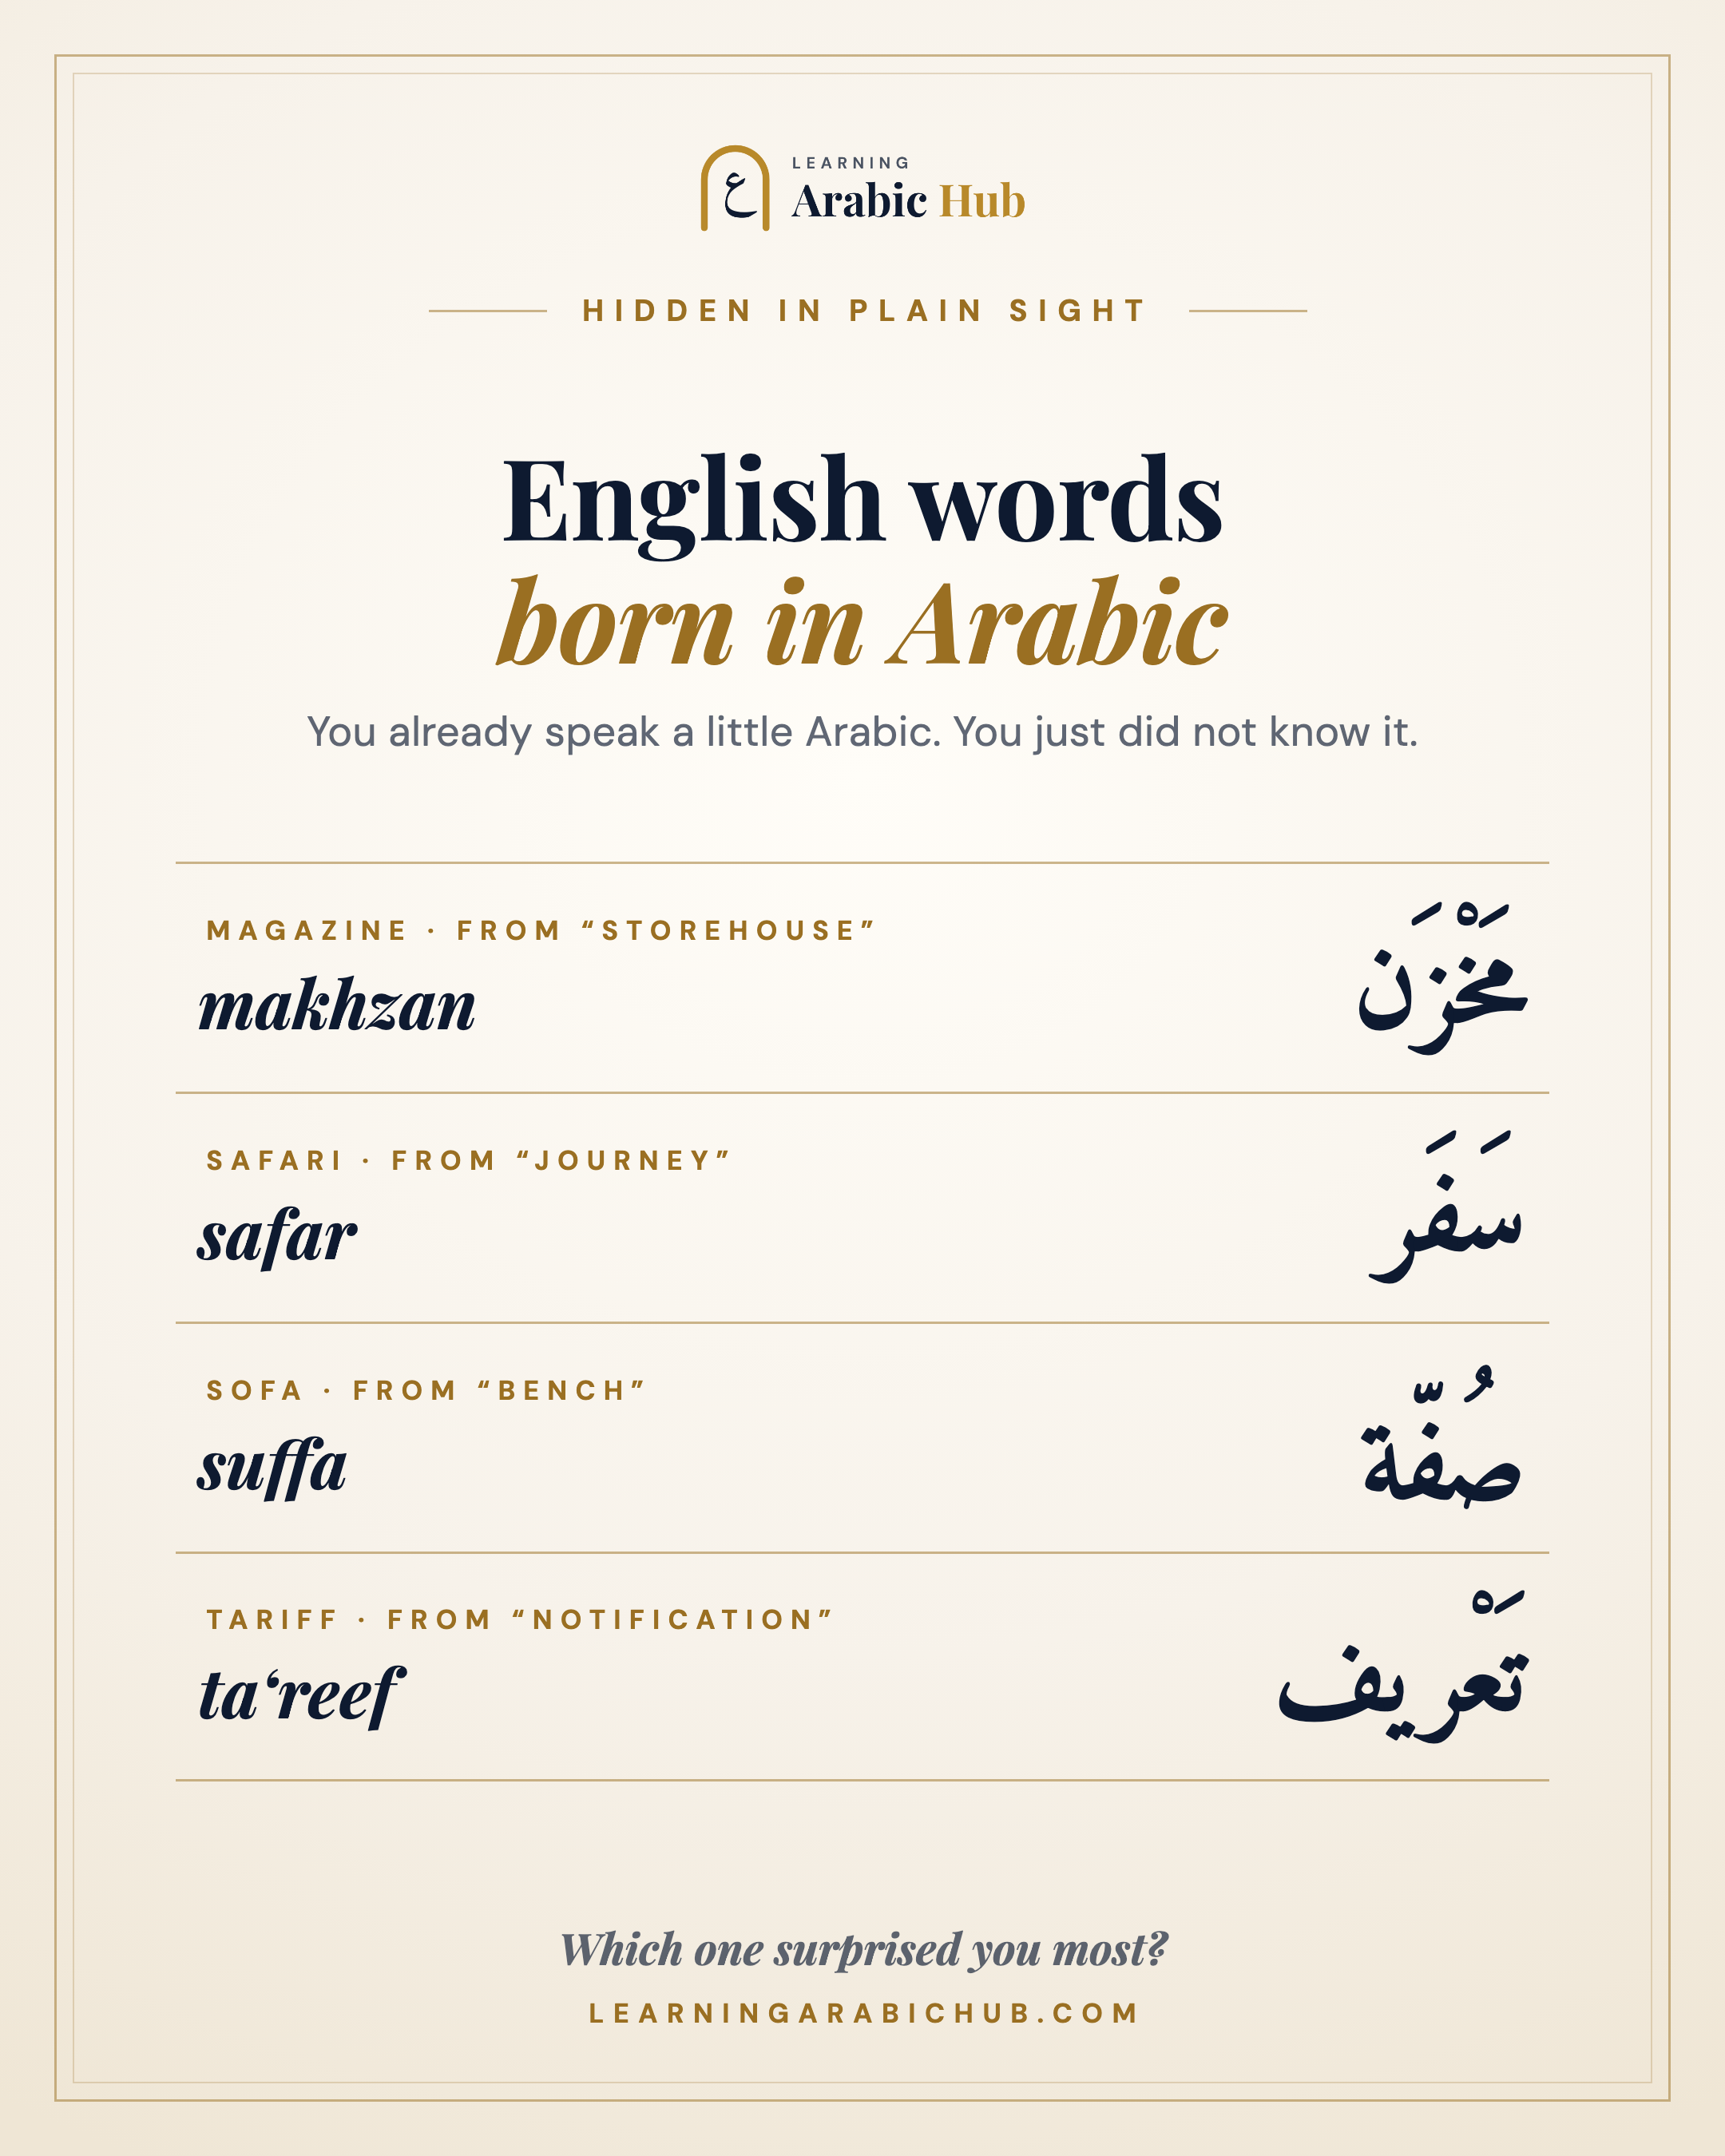 ع
LEARNING
Arabic Hub
HIDDEN IN PLAIN SIGHT
English words
born in Arabic
You already speak a little Arabic. You just did not know it.
MAGAZINE · FROM “STOREHOUSE”
makhzan
مَخْزَن
SAFARI · FROM “JOURNEY”
safar
سَفَر
SOFA · FROM “BENCH”
suffa
صُفّة
TARIFF · FROM “NOTIFICATION”
ta‘reef
تَعْريف
Which one surprised you most?
LEARNINGARABICHUB.COM